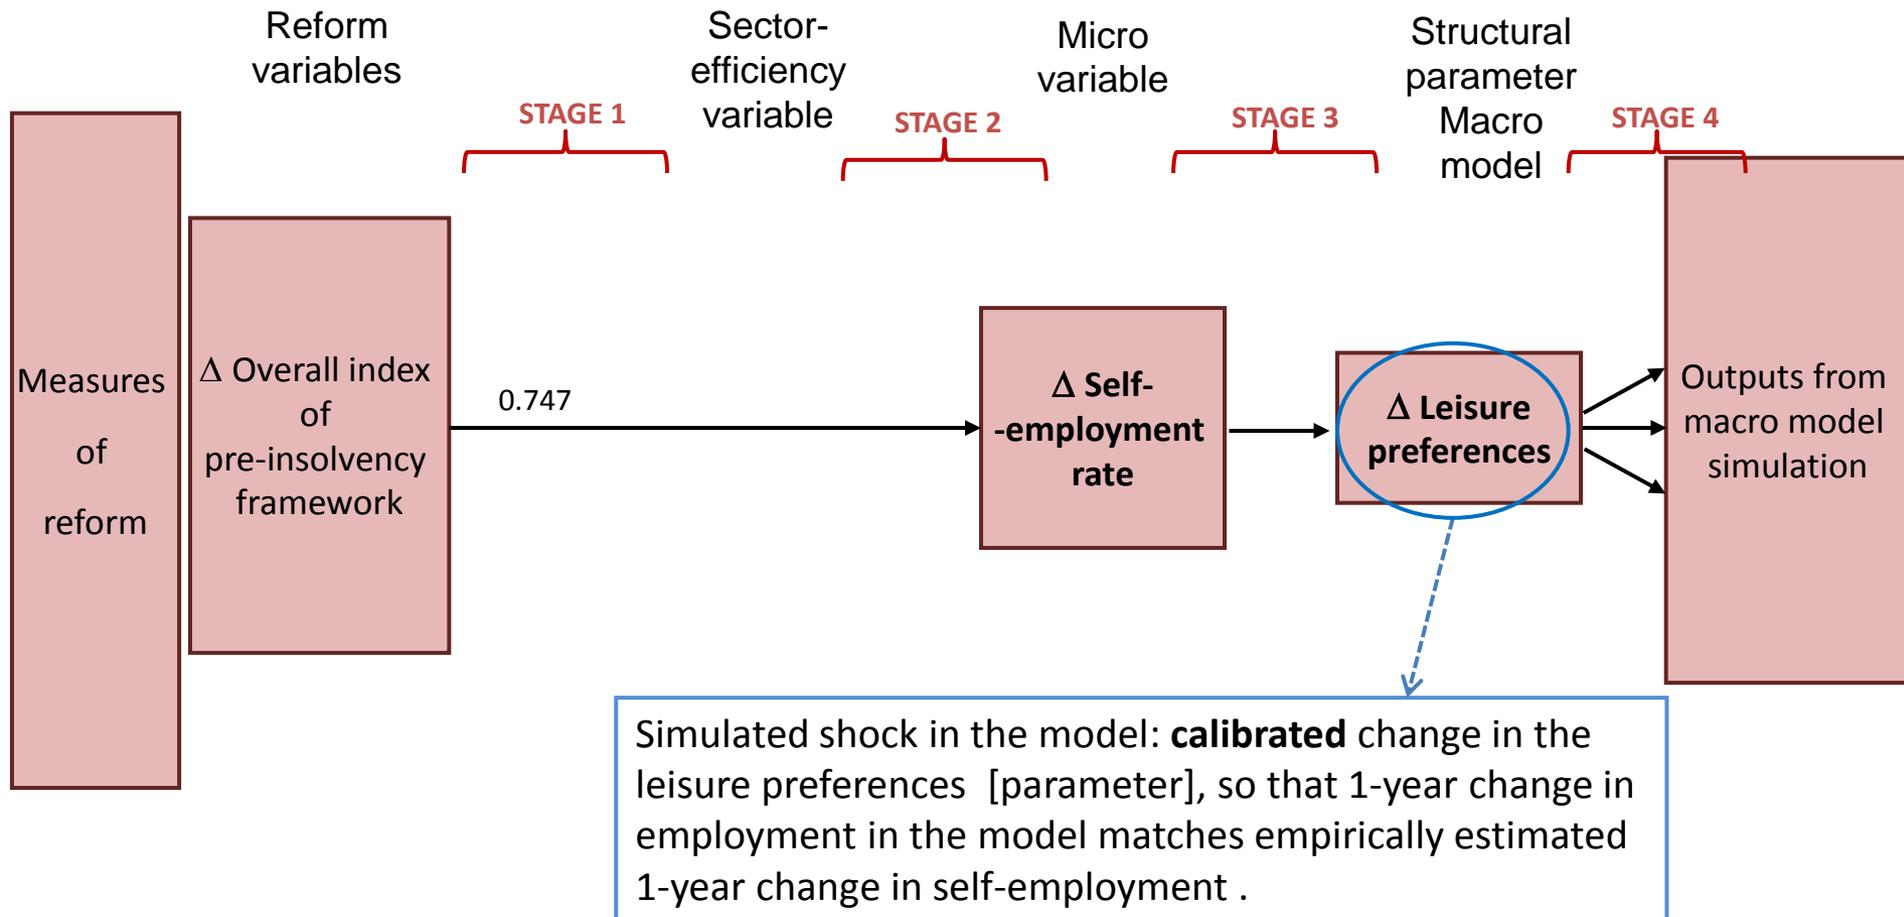 Reform
variables
Sector-
efficiency
variable
Micro
variable
Structural
parameter
Macro
model
STAGE 1
STAGE 2
STAGE 3
STAGE 4
Measures
of
reform
Δ Overall index
of
pre-insolvency
framework
0.747
Δ Self-
-employment
rate
Δ Leisure
preferences
Outputs from
macro model
simulation
Simulated shock in the model: calibrated change in the
leisure preferences [parameter], so that 1-year change in
employment in the model matches empirically estimated
1-year change in self-employment .